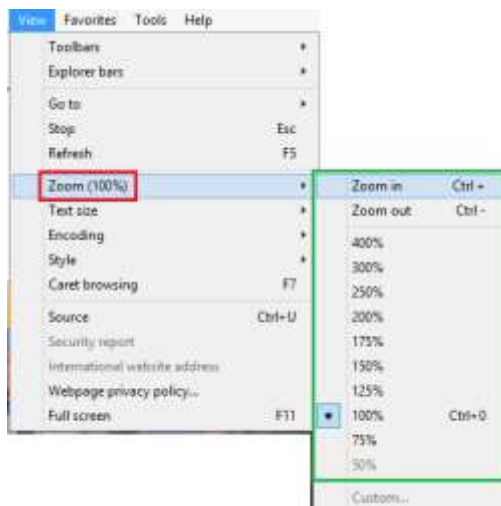 View Favorites Tools Help
Toolbars
Explorer bars
Go to
Stop Esc
Refresh F5
Zoom (100%)
Text size
Encoding
Style
Caret browsing F7
Source Ctrl+U
Security report
International website address
Webpage privacy policy...
Full screen F11
Zoom in Ctrl +
Zoom out Ctrl -
400%
300%
250%
200%
175%
150%
125%
100% Ctrl+0
75%
50%
Custom...